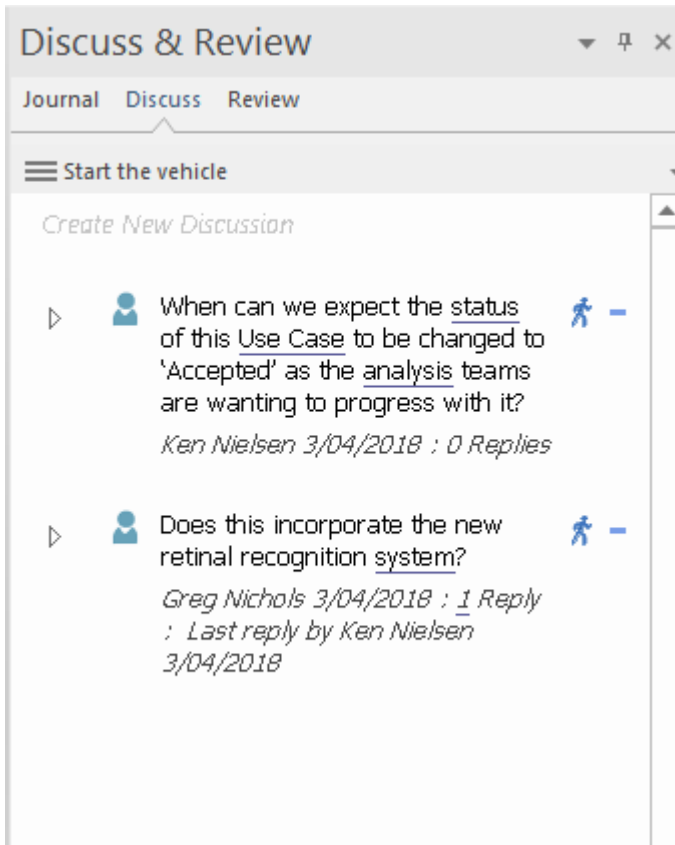 Discuss & Review
Journal Discuss Review
Start the vehicle
Create New Discussion
When can we expect the status
of this Use Case to be changed to
'Accepted' as the analysis teams
are wanting to progress with it?
Ken Nielsen 3/04/2018 : 0 Replies
Does this incorporate the new
retinal recognition system?
Greg Nichols 3/04/2018 : 1 Reply
: Last reply by Ken Nielsen
3/04/2018